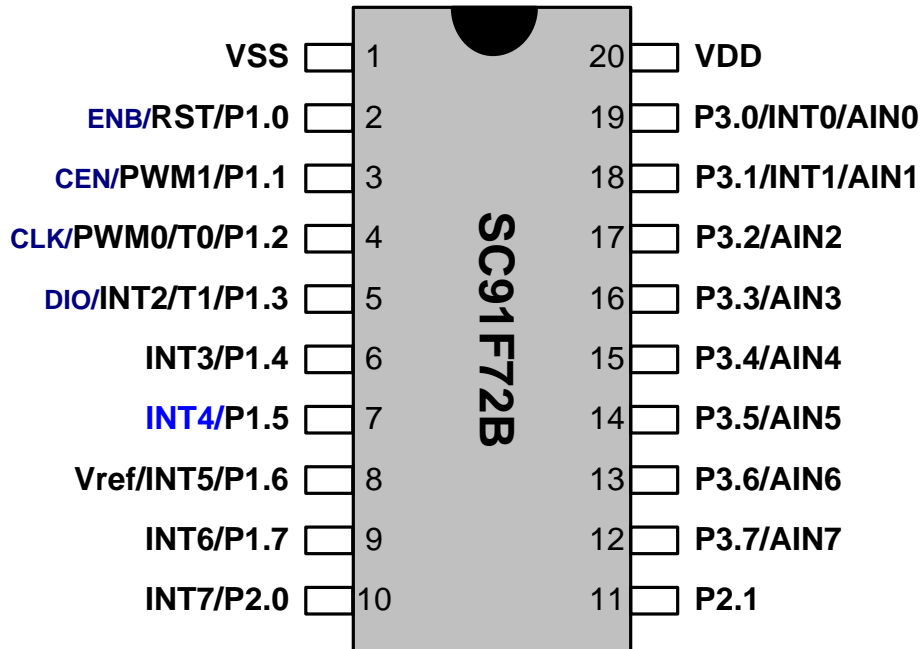 VSS 1 20 VDD
ENB/RST/P1.0 2 19 P3.0/INT0/AIN0
CEN/PWM1/P1.1 3 18 P3.1/INT1/AIN1
CLK/PWM0/T0/P1.2 4 17 P3.2/AIN2
DIO/INT2/T1/P1.3 5 16 P3.3/AIN3
INT3/P1.4 6 15 P3.4/AIN4
INT4/P1.5 7 14 P3.5/AIN5
Vref/INT5/P1.6 8 13 P3.6/AIN6
INT6/P1.7 9 12 P3.7/AIN7
INT7/P2.0 10 11 P2.1
SC91F72B